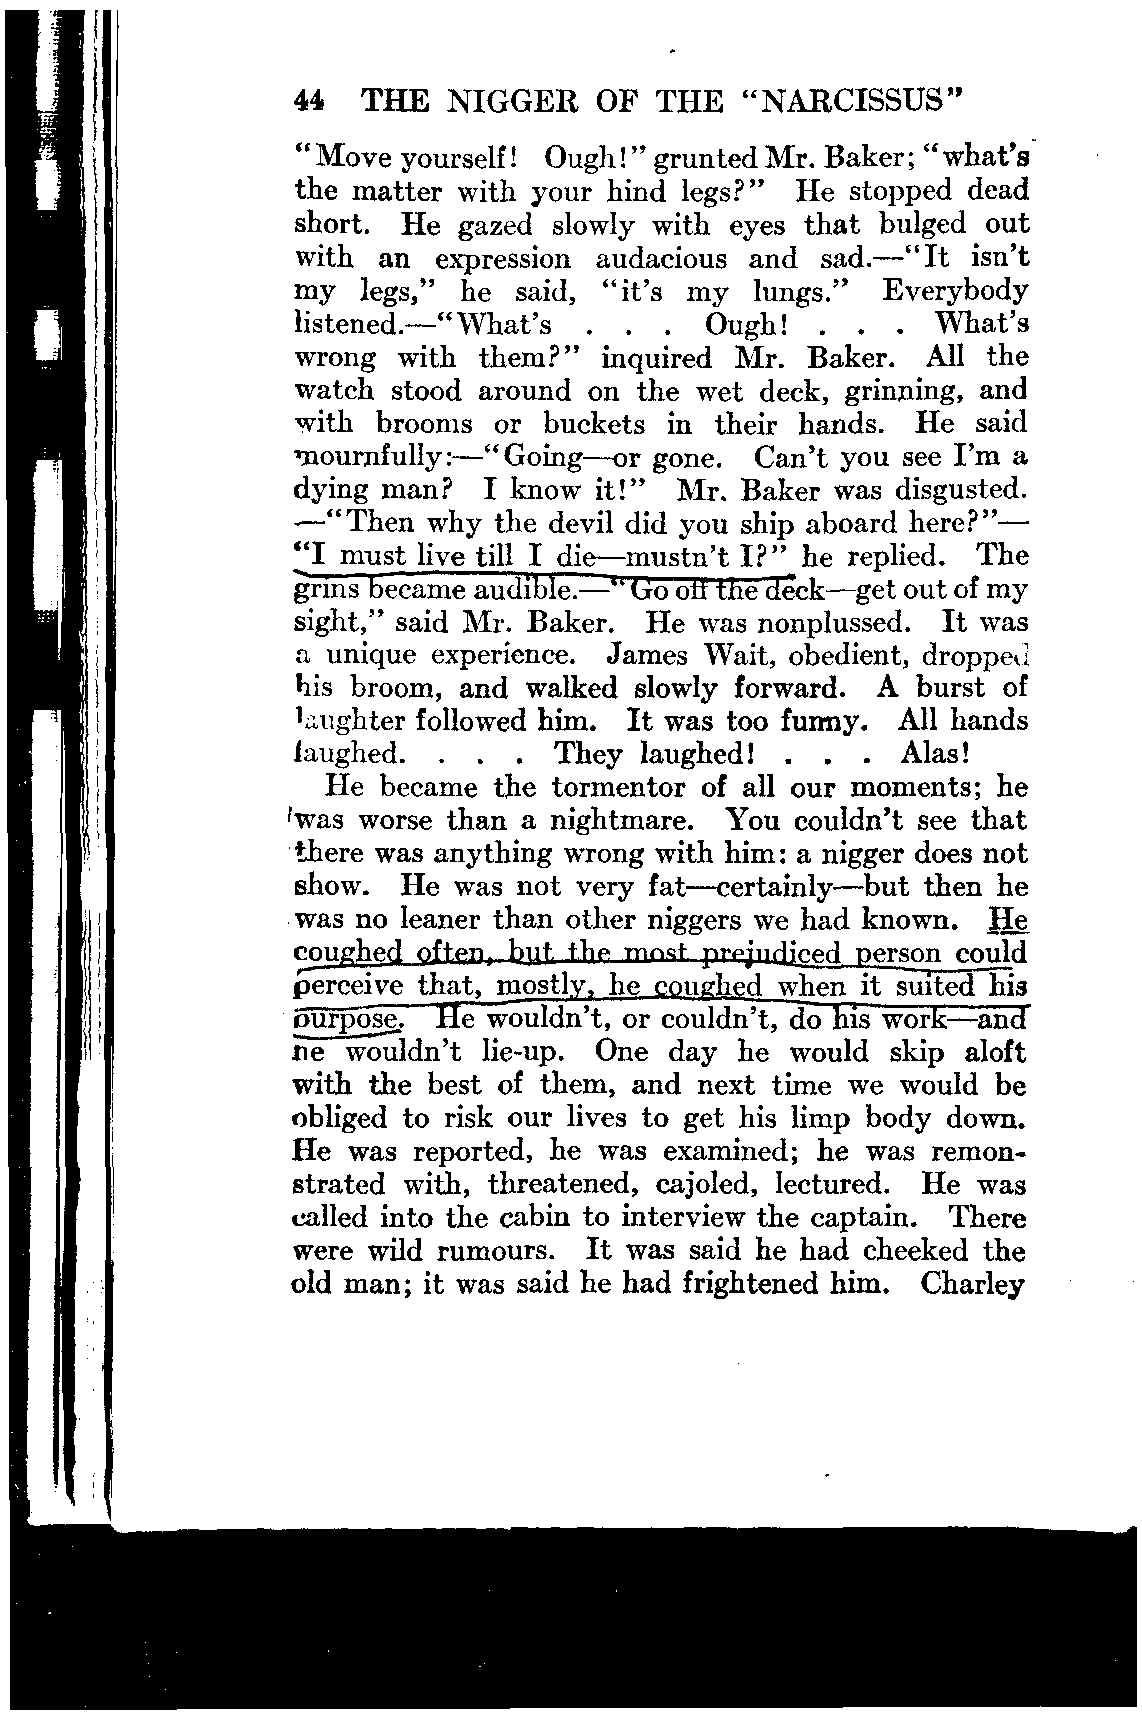 44 THE NIGGER OF THE "NARCISSUS"
"Move yourself! Ough!" grunted Mr. Baker; "what's
the matter with your hind legs?" He stopped dead
short. He gazed slowly with eyes that bulged out
with an expression audacious and sad.—"It isn't
my legs," he said, "it's my lungs." Everybody
listened.—"What's . . . Ough! . . . What's
wrong with them?" inquired Mr. Baker. All the
watch stood around on the wet deck, grinning, and
with brooms or buckets in their hands. He said
mournfully:—"Going—or gone. Can't you see I'm a
dying man? I know it!" Mr. Baker was disgusted.
—"Then why the devil did you ship aboard here?"—
"I must live till I die—mustn't I?" he replied. The
grins became audible.—"Go off the deck—get out of my
sight," said Mr. Baker. He was nonplussed. It was
a unique experience. James Wait, obedient, dropped
his broom, and walked slowly forward. A burst of
laughter followed him. It was too funny. All hands
laughed. . . . They laughed! . . . Alas!
He became the tormentor of all our moments; he
was worse than a nightmare. You couldn't see that
there was anything wrong with him: a nigger does not
show. He was not very fat—certainly—but then he
was no leaner than other niggers we had known. He
coughed often, but the most prejudiced person could
perceive that, mostly, he coughed when it suited his
purpose. He wouldn't, or couldn't, do his work—and
he wouldn't lie-up. One day he would skip aloft
with the best of them, and next time we would be
obliged to risk our lives to get his limp body down.
He was reported, he was examined; he was remon-
strated with, threatened, cajoled, lectured. He was
called into the cabin to interview the captain. There
were wild rumours. It was said he had cheeked the
old man; it was said he had frightened him. Charley